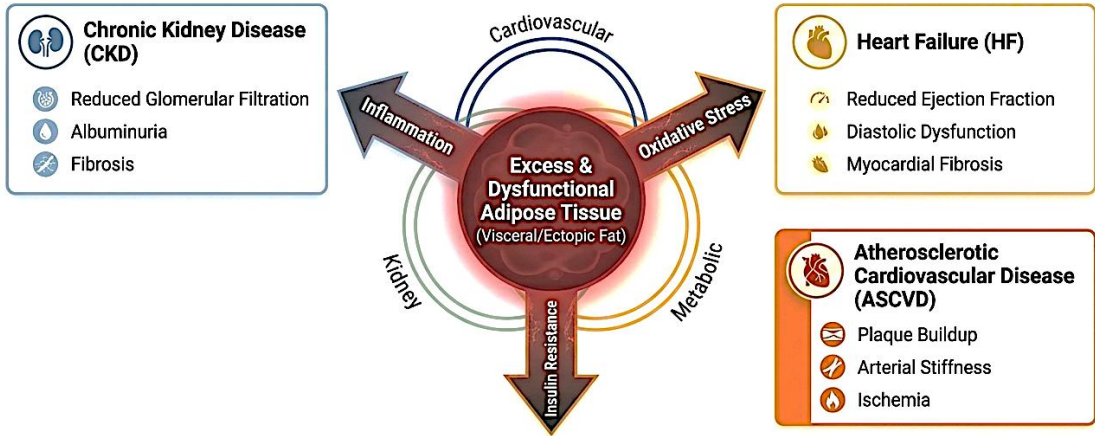 Chronic Kidney Disease
(CKD)
Reduced Glomerular Filtration
Albuminuria
Fibrosis
Cardiovascular
Inflammation
Oxidative Stress
Excess &
Dysfunctional
Adipose Tissue
(Visceral/Ectopic Fat)
Kidney
Metabolic
Insulin Resistance
Heart Failure (HF)
Reduced Ejection Fraction
Diastolic Dysfunction
Myocardial Fibrosis
Atherosclerotic
Cardiovascular Disease
(ASCVD)
Plaque Buildup
Arterial Stiffness
Ischemia